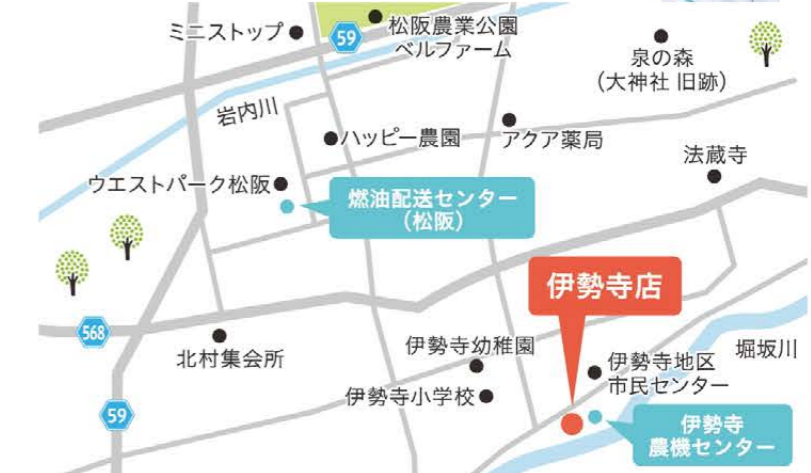 ミニストップ
59
松阪農業公園
ベルファーム
泉の森
(大神社 旧跡)
岩内川
ハッピー農園
アクア薬局
法蔵寺
ウエストパーク松阪
燃油配送センター
(松阪)
伊勢寺店
568
北村集会所
伊勢寺幼稚園
伊勢寺地区
市民センター
堀坂川
伊勢寺小学校
59
伊勢寺
農機センター